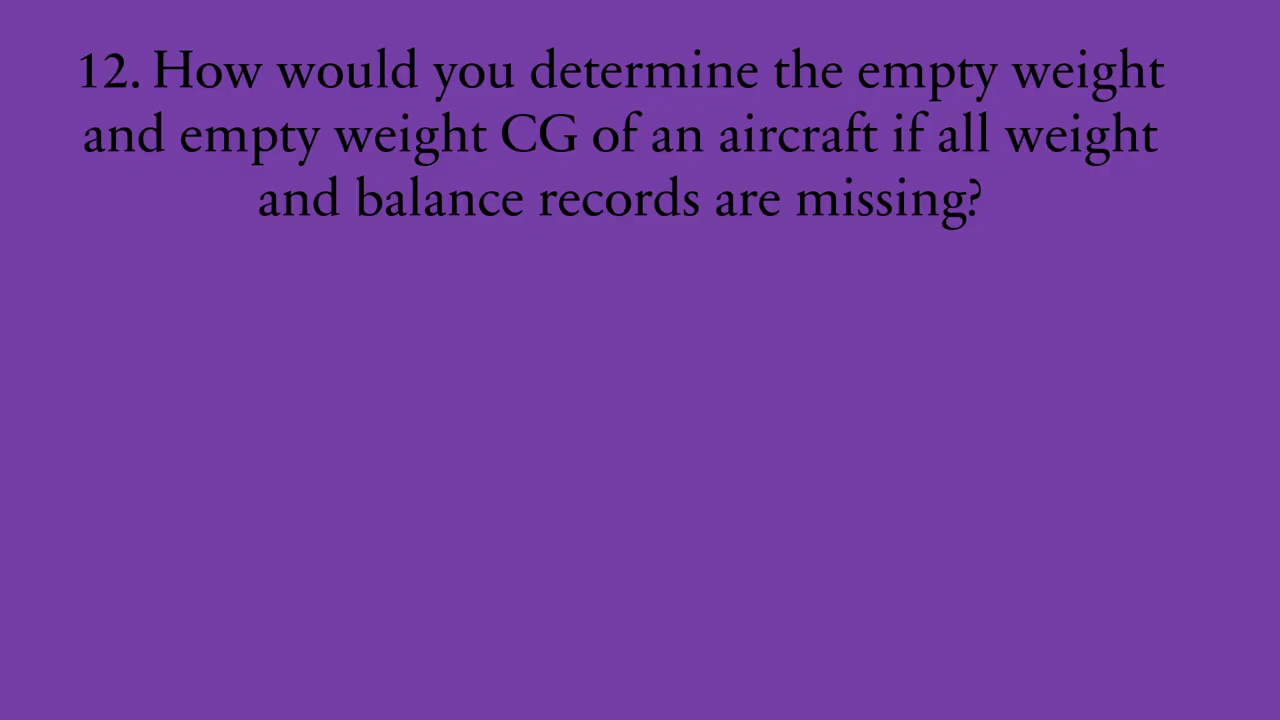 12. How would you determine the empty weight
and empty weight CG of an aircraft if all weight
and balance records are missing?